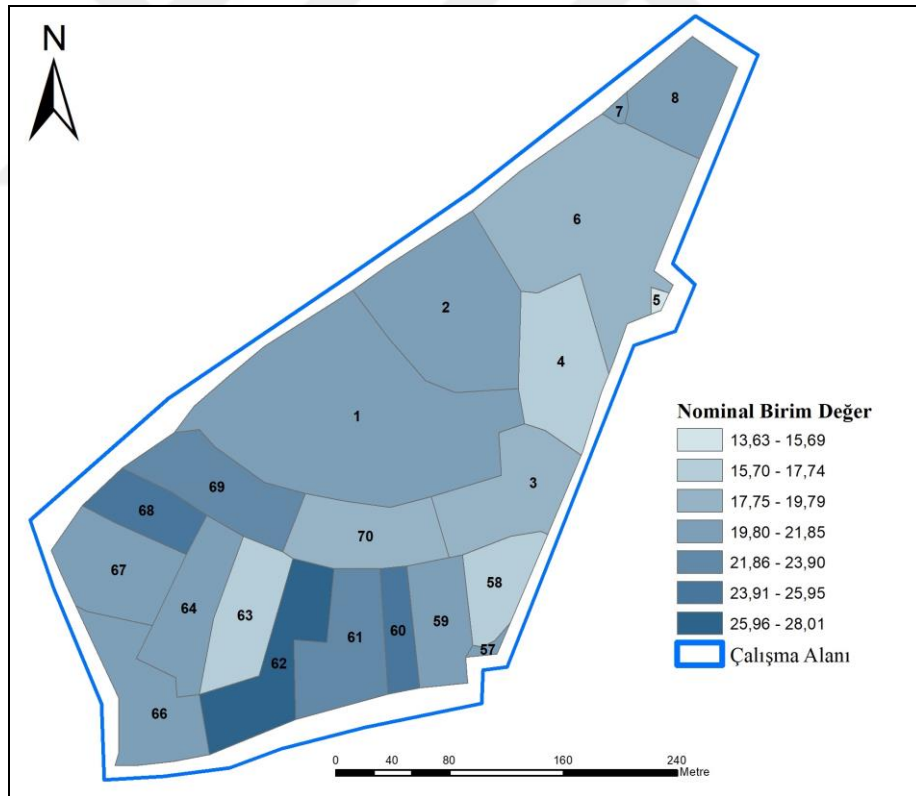 N
8
7
6
5
2
4
1
3
69
70
68
67
64
63
58
59
60
61
62
57
66
Nominal Birim Değer
13,63 - 15,69
15,70 - 17,74
17,75 - 19,79
19,80 - 21,85
21,86 - 23,90
23,91 - 25,95
25,96 - 28,01
Çalışma Alanı
0 40 80 160 240
Metre